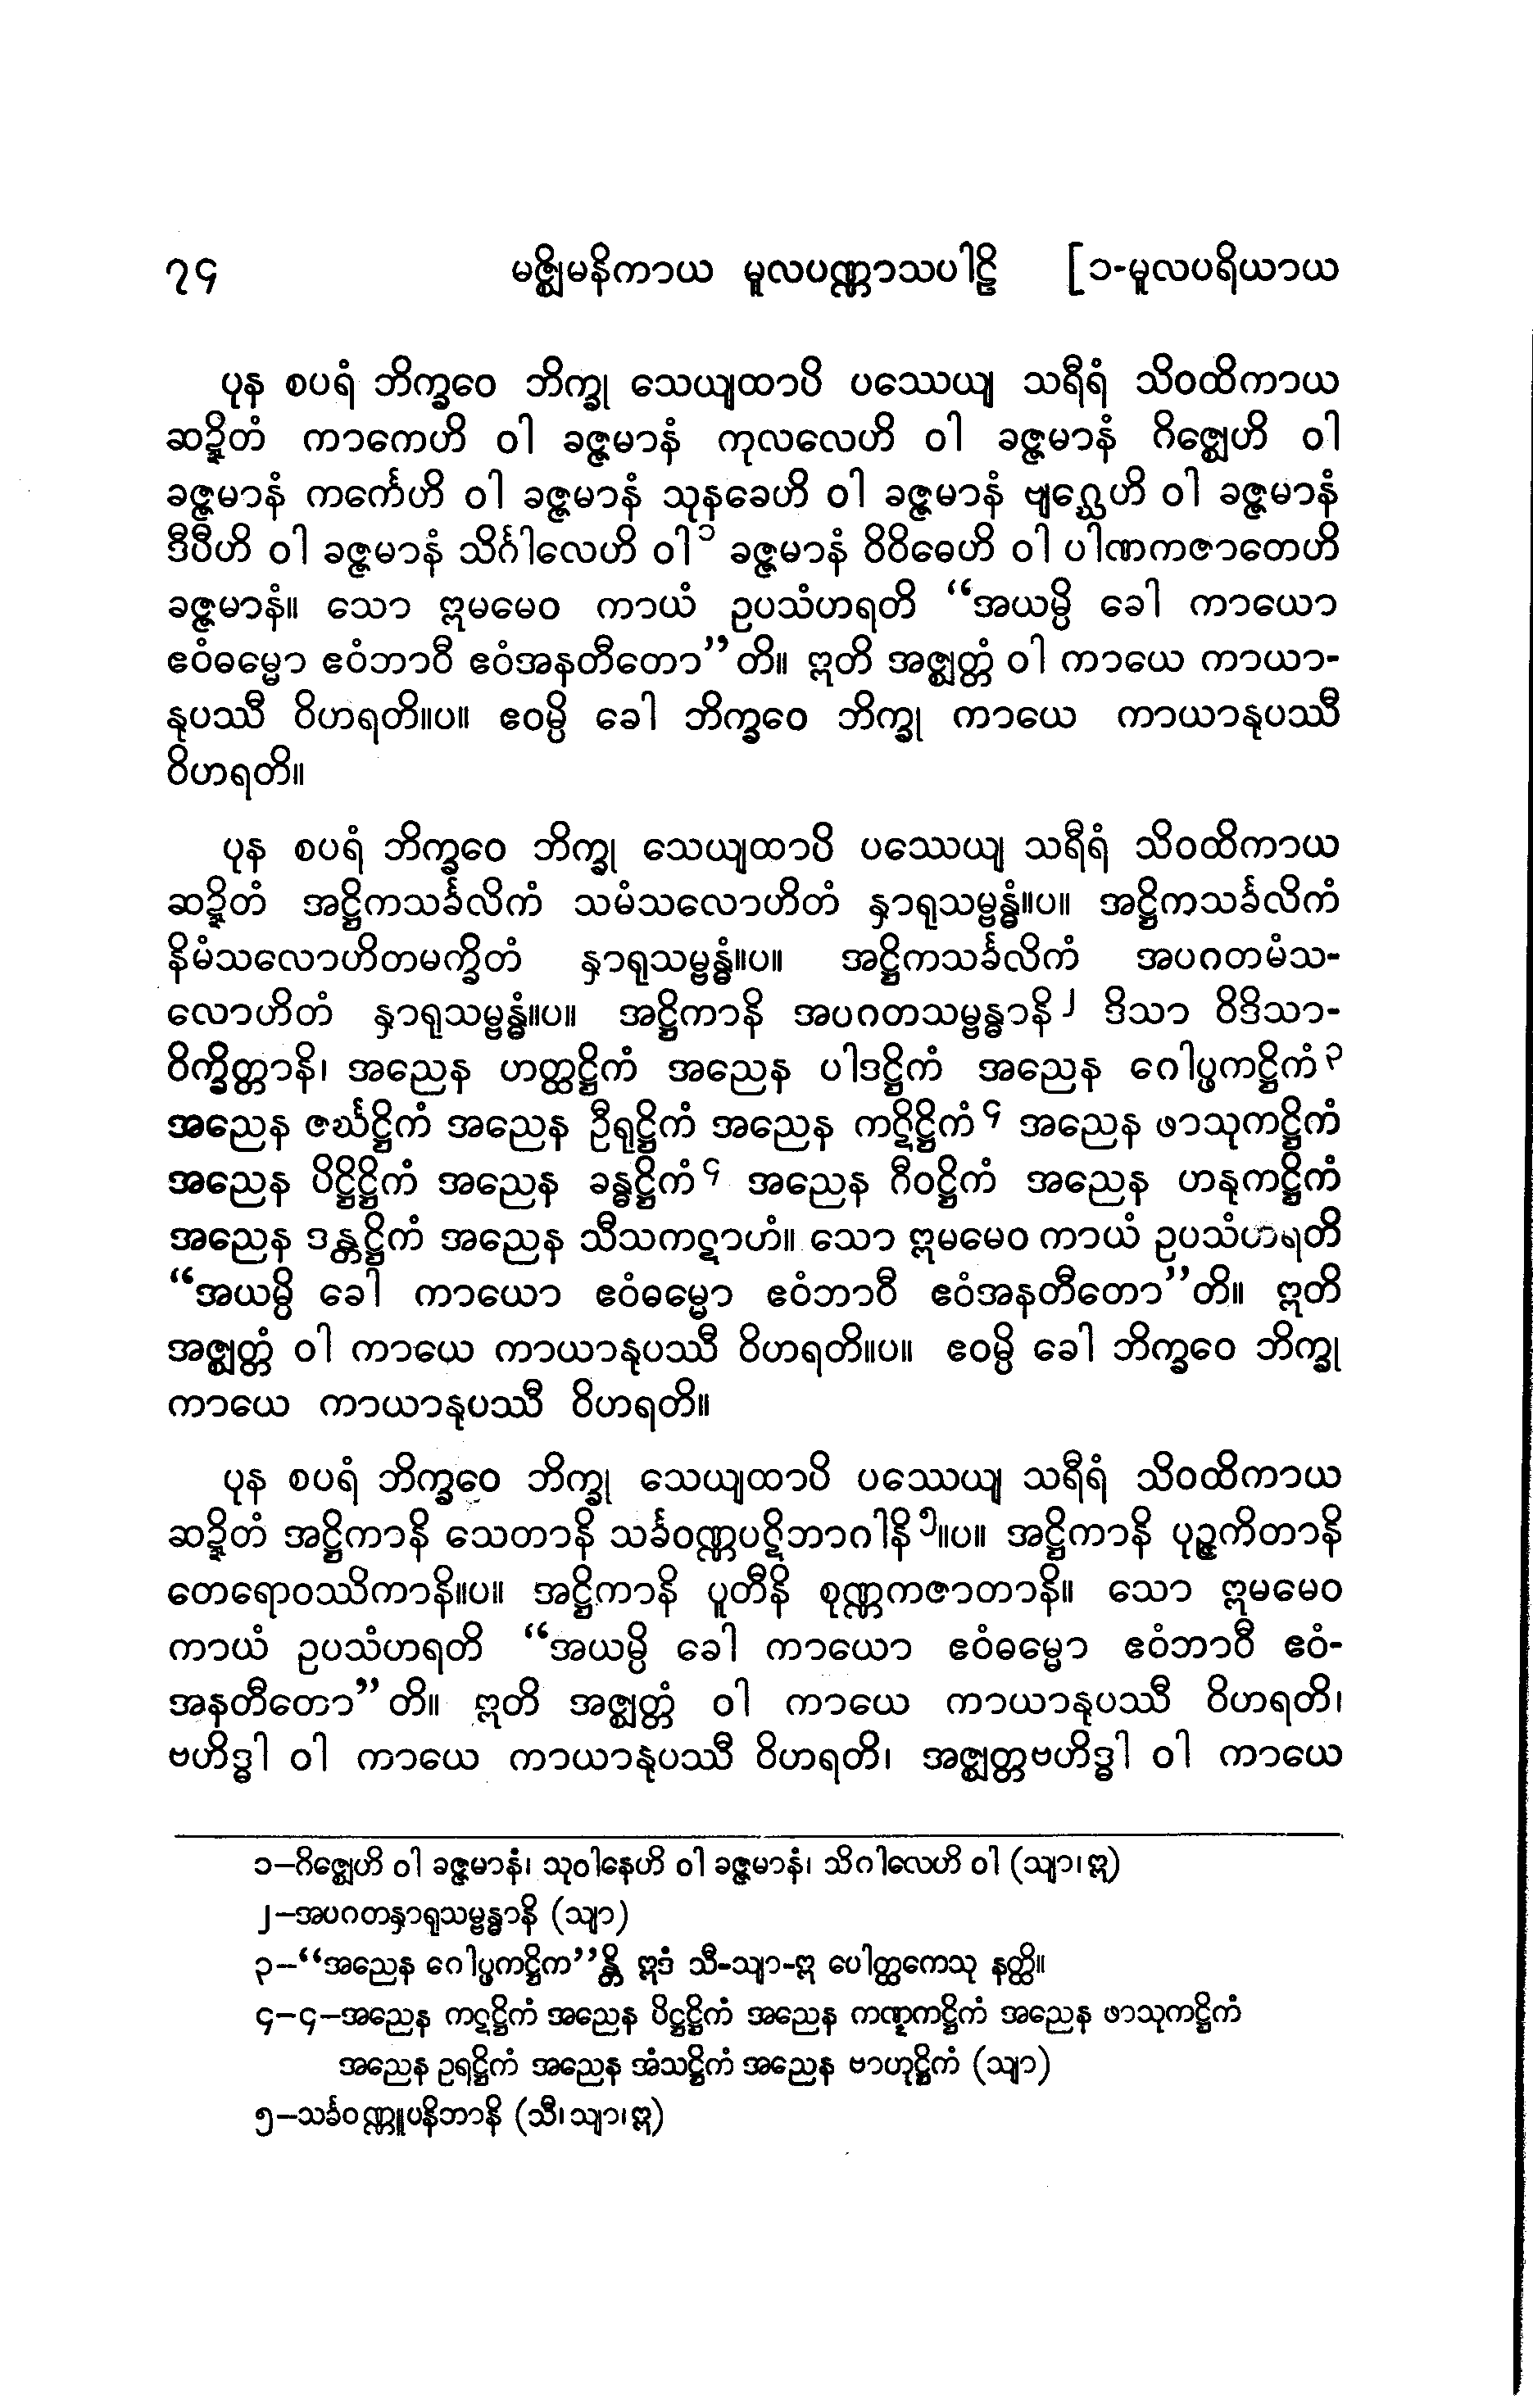 ၇၄ မဇ္ဈိမနိကာယ မူလပဏ္ဏာသပါဠိ [၁-မူလပရိယာယ
ပုန စပရံ ဘိက္ခဝေ ဘိက္ခု သေယျထာပိ ပဿေယျ သရီရံ သိဝထိကာယ
ဆဍ္ဍိတံ ကာကေဟိ ဝါ ခဇ္ဇမာနံ ကုလလေဟိ ဝါ ခဇ္ဇမာနံ ဂိဇ္ဈေဟိ ဝါ
ခဇ္ဇမာနံ ကင်္ကေဟိ ဝါ ခဇ္ဇမာနံ သုနခေဟိ ဝါ ခဇ္ဇမာနံ ဗျဂ္ဃေဟိ ဝါ ခဇ္ဇမာနံ
ဒီပီဟိ ဝါ ခဇ္ဇမာနံ သိင်္ဂါလေဟိ ဝါ၁ ခဇ္ဇမာနံ ဝိဝိဓေဟိ ဝါ ပါဏကဇာတေဟိ
ခဇ္ဇမာနံ။ သော ဣမမေဝ ကာယံ ဥပသံဟရတိ “အယမ္ပိ ခေါ ကာယော
ဧဝံဓမ္မော ဧဝံဘာဝီ ဧဝံအနတီတော”တိ။ ဣတိ အဇ္ဈတ္တံ ဝါ ကာယေ ကာယာ-
နုပဿီ ဝိဟရတိ။ပ။ ဧဝမ္ပိ ခေါ ဘိက္ခဝေ ဘိက္ခု ကာယေ ကာယာနုပဿီ
ဝိဟရတိ။
ပုန စပရံ ဘိက္ခဝေ ဘိက္ခု သေယျထာပိ ပဿေယျ သရီရံ သိဝထိကာယ
ဆဍ္ဍိတံ အဋ္ဌိကသင်္ခလိကံ သမံသလောဟိတံ နှာရုသမ္ဗန္ဓံ။ပ။ အဋ္ဌိကသင်္ခလိကံ
နိမံသလောဟိတမက္ခိတံ နှာရုသမ္ဗန္ဓံ။ပ။ အဋ္ဌိကသင်္ခလိကံ အပဂတမံသ-
လောဟိတံ နှာရုသမ္ဗန္ဓံ။ပ။ အဋ္ဌိကာနိ အပဂတသမ္ဗန္ဓာနိ၂ ဒိသာ ဝိဒိသာ-
ဝိက္ခိတ္တာနိ၊ အညေန ဟတ္ထဋ္ဌိကံ အညေန ပါဒဋ္ဌိကံ အညေန ဂေါပ္ဖကဋ္ဌိကံ၃
အညေန ဇင်္ဃဋ္ဌိကံ အညေန ဦရုဋ္ဌိကံ အညေန ကဋိဋ္ဌိကံ၄ အညေန ဖာသုကဋ္ဌိကံ
အညေန ပိဋ္ဌိဋ္ဌိကံ အညေန ခန္ဓဋ္ဌိကံ၄ အညေန ဂီဝဋ္ဌိကံ အညေန ဟနုကဋ္ဌိကံ
အညေန ဒန္တဋ္ဌိကံ အညေန သီသကဋာဟံ။ သော ဣမမေဝ ကာယံ ဥပသံဟရတိ
“အယမ္ပိ ခေါ ကာယော ဧဝံဓမ္မော ဧဝံဘာဝီ ဧဝံအနတီတော”တိ။ ဣတိ
အဇ္ဈတ္တံ ဝါ ကာယေ ကာယာနုပဿီ ဝိဟရတိ။ပ။ ဧဝမ္ပိ ခေါ ဘိက္ခဝေ ဘိက္ခု
ကာယေ ကာယာနုပဿီ ဝိဟရတိ။
ပုန စပရံ ဘိက္ခဝေ ဘိက္ခု သေယျထာပိ ပဿေယျ သရီရံ သိဝထိကာယ
ဆဍ္ဍိတံ အဋ္ဌိကာနိ သေတာနိ သင်္ခဝဏ္ဏပဋိဘာဂါနိ၅။ပ။ အဋ္ဌိကာနိ ပုဉ္ဇကိတာနိ
တေရောဝဿိကာနိ။ပ။ အဋ္ဌိကာနိ ပူတီနိ စုဏ္ဏကဇာတာနိ။ သော ဣမမေဝ
ကာယံ ဥပသံဟရတိ “အယမ္ပိ ခေါ ကာယော ဧဝံဓမ္မော ဧဝံဘာဝီ ဧဝံ-
အနတီတော”တိ။ ဣတိ အဇ္ဈတ္တံ ဝါ ကာယေ ကာယာနုပဿီ ဝိဟရတိ၊
ဗဟိဒ္ဓါ ဝါ ကာယေ ကာယာနုပဿီ ဝိဟရတိ၊ အဇ္ဈတ္တဗဟိဒ္ဓါ ဝါ ကာယေ
၁–ဂိဇ္ဈေဟိ ဝါ ခဇ္ဇမာနံ၊ သုဝါနေဟိ ဝါ ခဇ္ဇမာနံ၊ သိဂါလေဟိ ဝါ (သျာ၊ဣ)
၂–အပဂတနှာရုသမ္ဗန္ဓာနိ (သျာ)
၃–“အညေန ဂေါပ္ဖကဋ္ဌိက”န္တိ ဣဒံ သီ-သျာ-ဣ ပေါတ္ထကေသု နတ္ထိ။
၄–၄–အညေန ကဋဋ္ဌိကံ အညေန ပိဋ္ဌဋ္ဌိကံ အညေန ကဏ္ဋကဋ္ဌိကံ အညေန ဖာသုကဋ္ဌိကံ
အညေန ဥရဋ္ဌိကံ အညေန အံသဋ္ဌိကံ အညေန ဗာဟုဋ္ဌိကံ (သျာ)
၅–သင်္ခဝဏ္ဏူပနိဘာနိ (သီ၊သျာ၊ဣ)